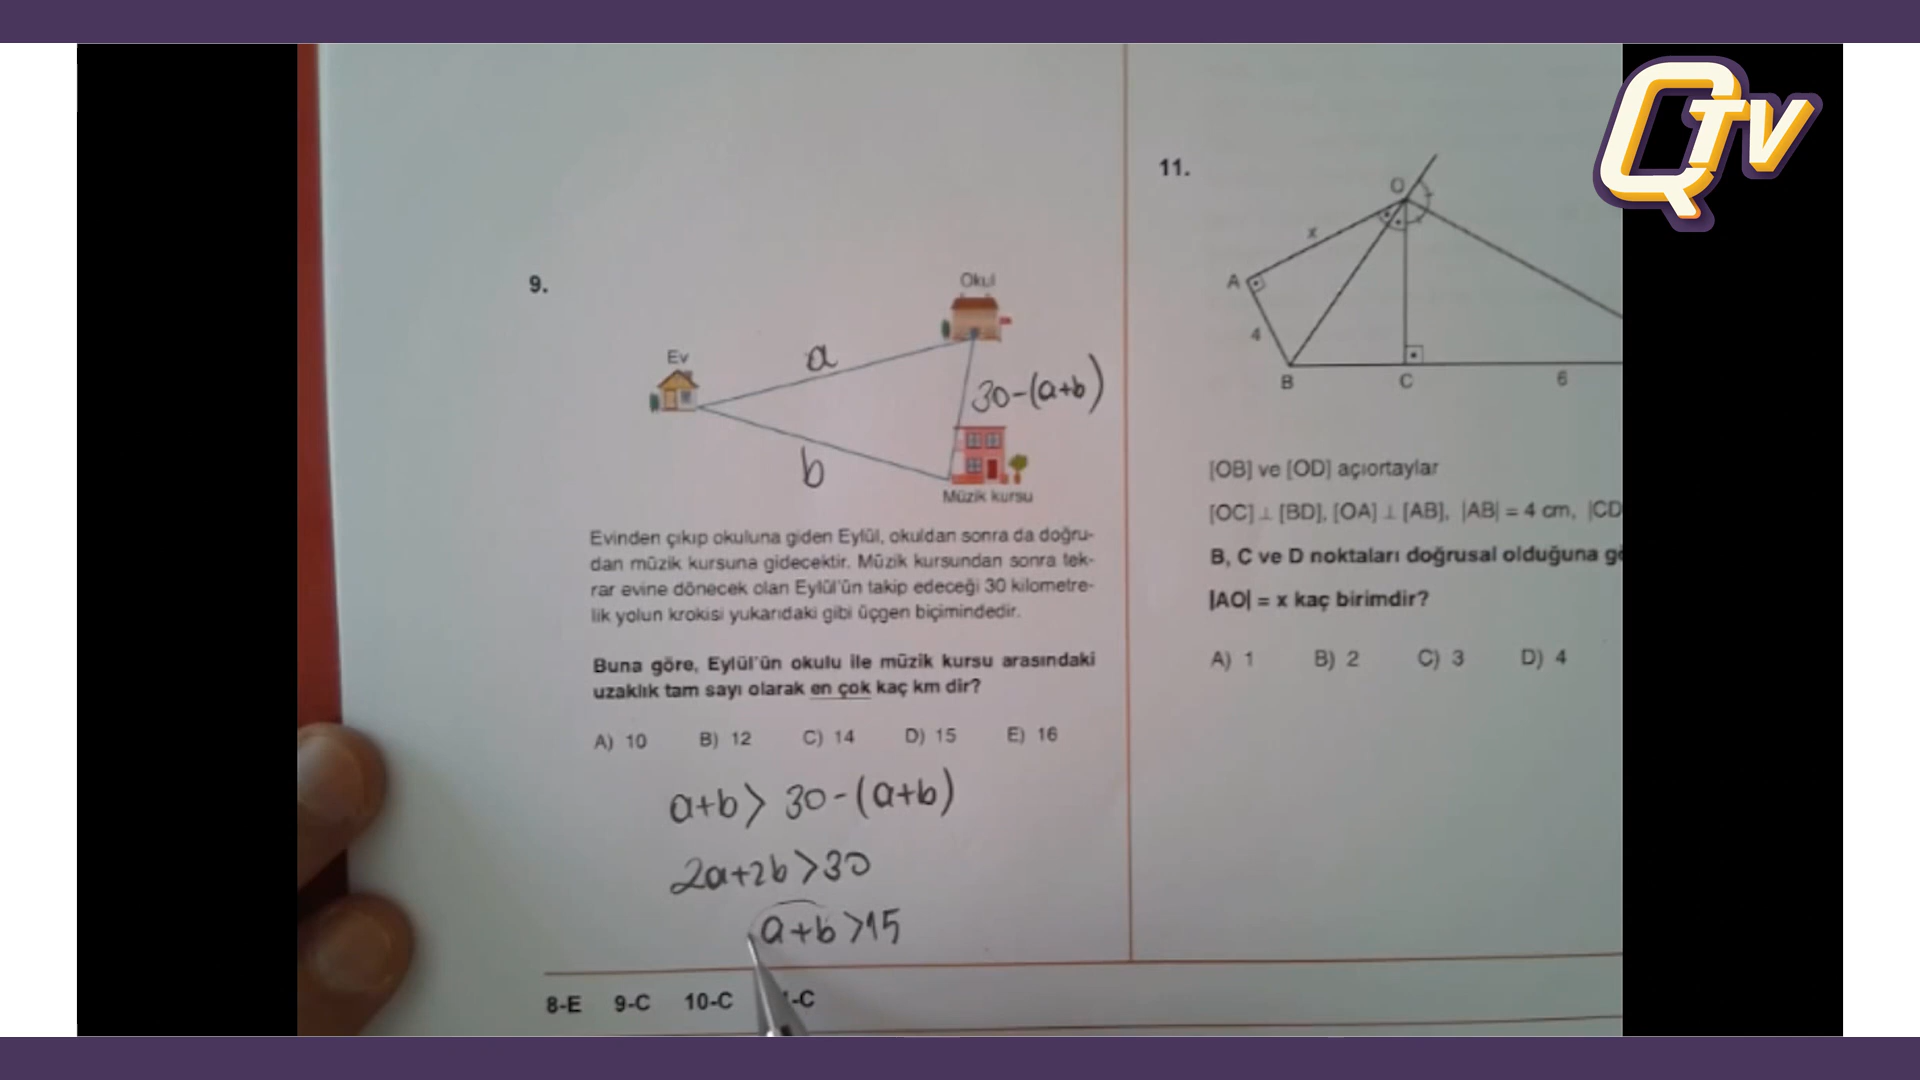 QTV
9.
Okul
Ev
a
30-(a+b)
b
Müzik kursu
Evinden çıkıp okuluna giden Eylül, okuldan sonra da doğru-
dan müzik kursuna gidecektir. Müzik kursundan sonra tek-
rar evine dönecek olan Eylül'ün takip edeceği 30 kilometre-
lik yolun krokisi yukarıdaki gibi üçgen biçimindedir.
Buna göre, Eylül'ün okulu ile müzik kursu arasındaki
uzaklık tam sayı olarak en çok kaç km dir?
A) 10 B) 12 C) 14 D) 15 E) 16
a+b> 30-(a+b)
2a+2b>30
a+b>15
8-E 9-C 10-C -C
11.
O
x
A
4
B C 6
[OB] ve [OD] açıortaylar
[OC] ⊥ [BD], [OA] ⊥ [AB], |AB| = 4 cm, |CD
B, C ve D noktaları doğrusal olduğuna gö
|AO| = x kaç birimdir?
A) 1 B) 2 C) 3 D) 4